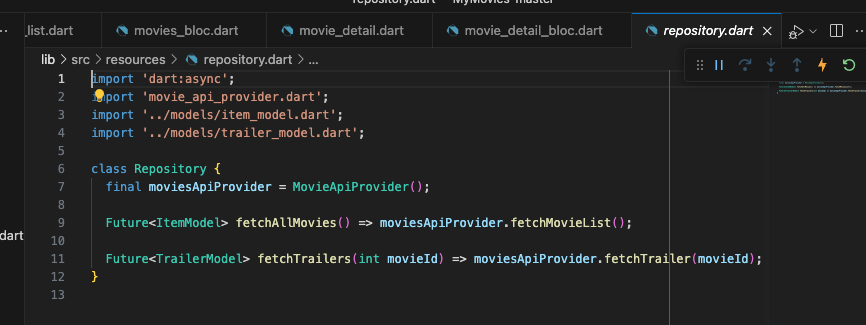 repository.dart — MyMovies-master
_list.dart
movies_bloc.dart
movie_detail.dart
movie_detail_bloc.dart
repository.dart
lib > src > resources > repository.dart > ...
1 import 'dart:async';
2 import 'movie_api_provider.dart';
3 import '../models/item_model.dart';
4 import '../models/trailer_model.dart';
5
6 class Repository {
7 final moviesApiProvider = MovieApiProvider();
8
9 Future<ItemModel> fetchAllMovies() => moviesApiProvider.fetchMovieList();
10
11 Future<TrailerModel> fetchTrailers(int movieId) => moviesApiProvider.fetchTrailer(movieId);
12 }
13
dart